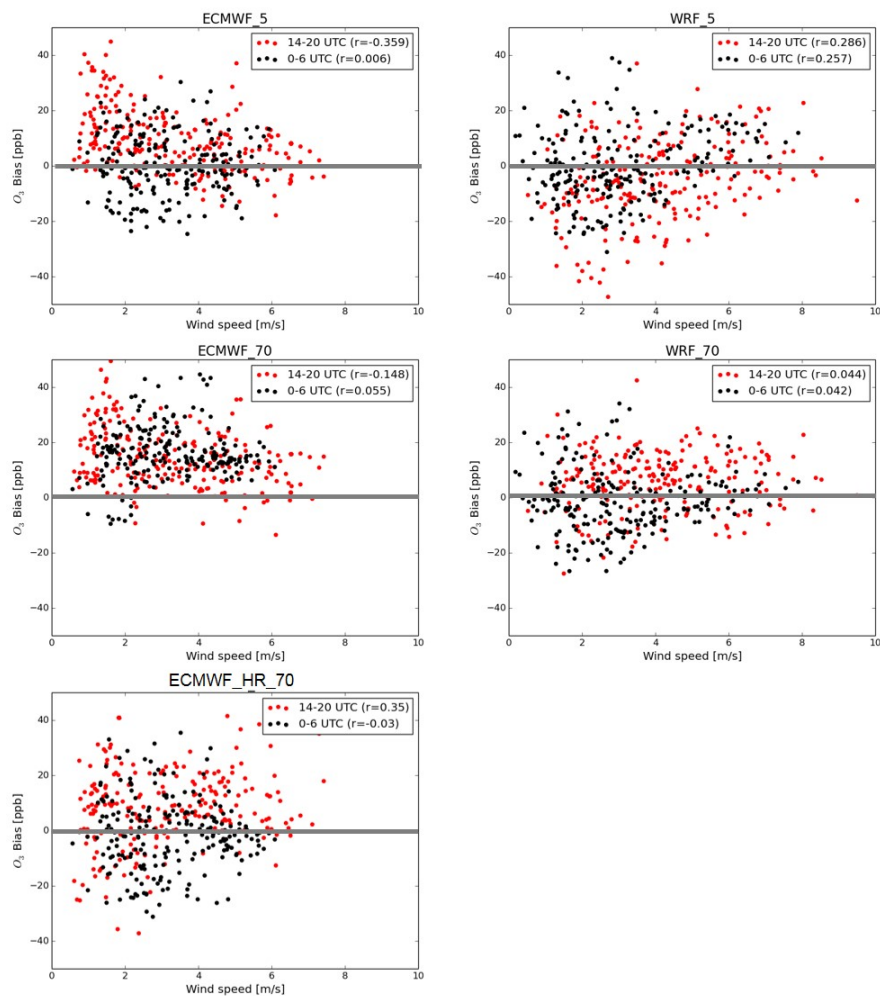 ECMWF_5
14-20 UTC (r=-0.359)
0-6 UTC (r=0.006)
O3 Bias [ppb]
40
20
0
−20
−40
0 2 4 6 8 10
Wind speed [m/s]
WRF_5
14-20 UTC (r=0.286)
0-6 UTC (r=0.257)
O3 Bias [ppb]
40
20
0
−20
−40
0 2 4 6 8 10
Wind speed [m/s]
ECMWF_70
14-20 UTC (r=-0.148)
0-6 UTC (r=0.055)
O3 Bias [ppb]
40
20
0
−20
−40
0 2 4 6 8 10
Wind speed [m/s]
WRF_70
14-20 UTC (r=0.044)
0-6 UTC (r=0.042)
O3 Bias [ppb]
40
20
0
−20
−40
0 2 4 6 8 10
Wind speed [m/s]
ECMWF_HR_70
14-20 UTC (r=0.35)
0-6 UTC (r=-0.03)
O3 Bias [ppb]
40
20
0
−20
−40
0 2 4 6 8 10
Wind speed [m/s]